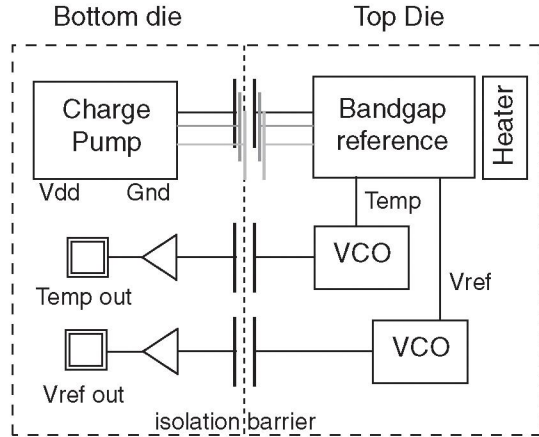 Bottom die
Top Die
Charge
Pump
Vdd
Gnd
Bandgap
reference
Heater
Temp
VCO
Temp out
Vref
VCO
Vref out
isolation barrier